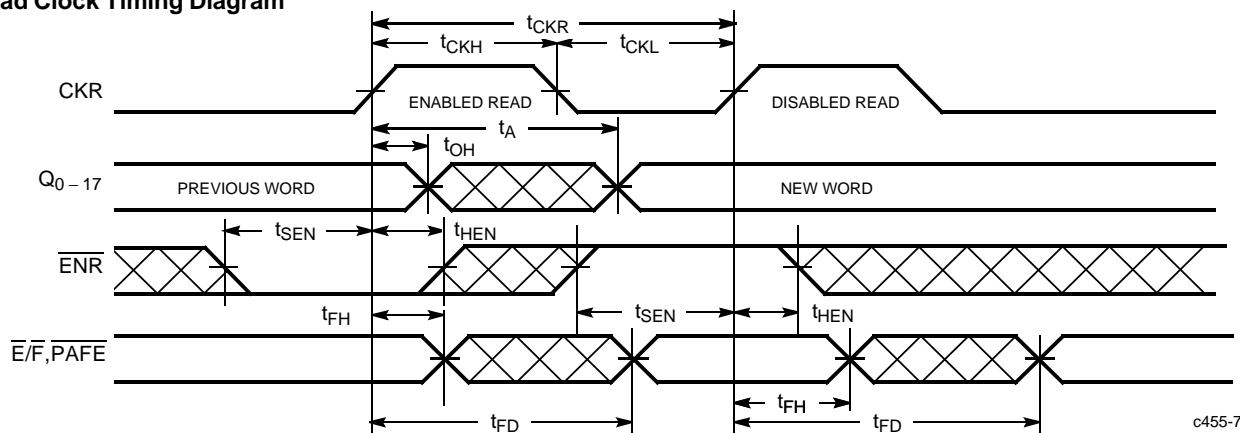 ad Clock Timing Diagram
tCKR
tCKH
tCKL
CKR
ENABLED READ
DISABLED READ
tA
tOH
Q0 – 17
PREVIOUS WORD
NEW WORD
tSEN
tHEN
ENR
tFH
tSEN
tHEN
E/F,PAFE
tFH
tFD
tFD
c455-7